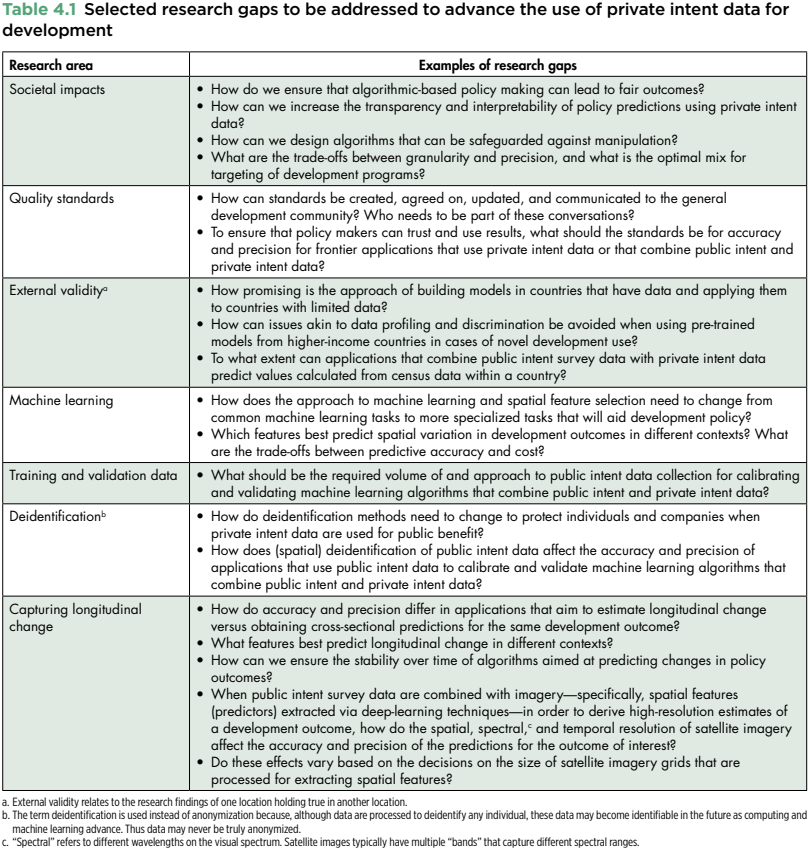 Table 4.1 Selected research gaps to be addressed to advance the use of private intent data for
development
Research area
Examples of research gaps
Societal impacts
• How do we ensure that algorithmic-based policy making can lead to fair outcomes?
• How can we increase the transparency and interpretability of policy predictions using private intent
data?
• How can we design algorithms that can be safeguarded against manipulation?
• What are the trade-offs between granularity and precision, and what is the optimal mix for
targeting of development programs?
Quality standards
• How can standards be created, agreed on, updated, and communicated to the general
development community? Who needs to be part of these conversations?
• To ensure that policy makers can trust and use results, what should the standards be for accuracy
and precision for frontier applications that use private intent data or that combine public intent and
private intent data?
External validityᵃ
• How promising is the approach of building models in countries that have data and applying them
to countries with limited data?
• How can issues akin to data profiling and discrimination be avoided when using pre-trained
models from higher-income countries in cases of novel development use?
• To what extent can applications that combine public intent survey data with private intent data
predict values calculated from census data within a country?
Machine learning
• How does the approach to machine learning and spatial feature selection need to change from
common machine learning tasks to more specialized tasks that will aid development policy?
• Which features best predict spatial variation in development outcomes in different contexts? What
are the trade-offs between predictive accuracy and cost?
Training and validation data
• What should be the required volume of and approach to public intent data collection for calibrating
and validating machine learning algorithms that combine public intent and private intent data?
Deidentificationᵇ
• How do deidentification methods need to change to protect individuals and companies when
private intent data are used for public benefit?
• How does (spatial) deidentification of public intent data affect the accuracy and precision of
applications that use public intent data to calibrate and validate machine learning algorithms that
combine public intent and private intent data?
Capturing longitudinal
change
• How do accuracy and precision differ in applications that aim to estimate longitudinal change
versus obtaining cross-sectional predictions for the same development outcome?
• What features best predict longitudinal change in different contexts?
• How can we ensure the stability over time of algorithms aimed at predicting changes in policy
outcomes?
• When public intent survey data are combined with imagery—specifically, spatial features
(predictors) extracted via deep-learning techniques—in order to derive high-resolution estimates of
a development outcome, how do the spatial, spectral,ᶜ and temporal resolution of satellite imagery
affect the accuracy and precision of the predictions for the outcome of interest?
• Do these effects vary based on the decisions on the size of satellite imagery grids that are
processed for extracting spatial features?
a. External validity relates to the research findings of one location holding true in another location.
b. The term deidentification is used instead of anonymization because, although data are processed to deidentify any individual, these data may become identifiable in the future as computing and
machine learning advance. Thus data may never be truly anonymized.
c. “Spectral” refers to different wavelengths on the visual spectrum. Satellite images typically have multiple “bands” that capture different spectral ranges.